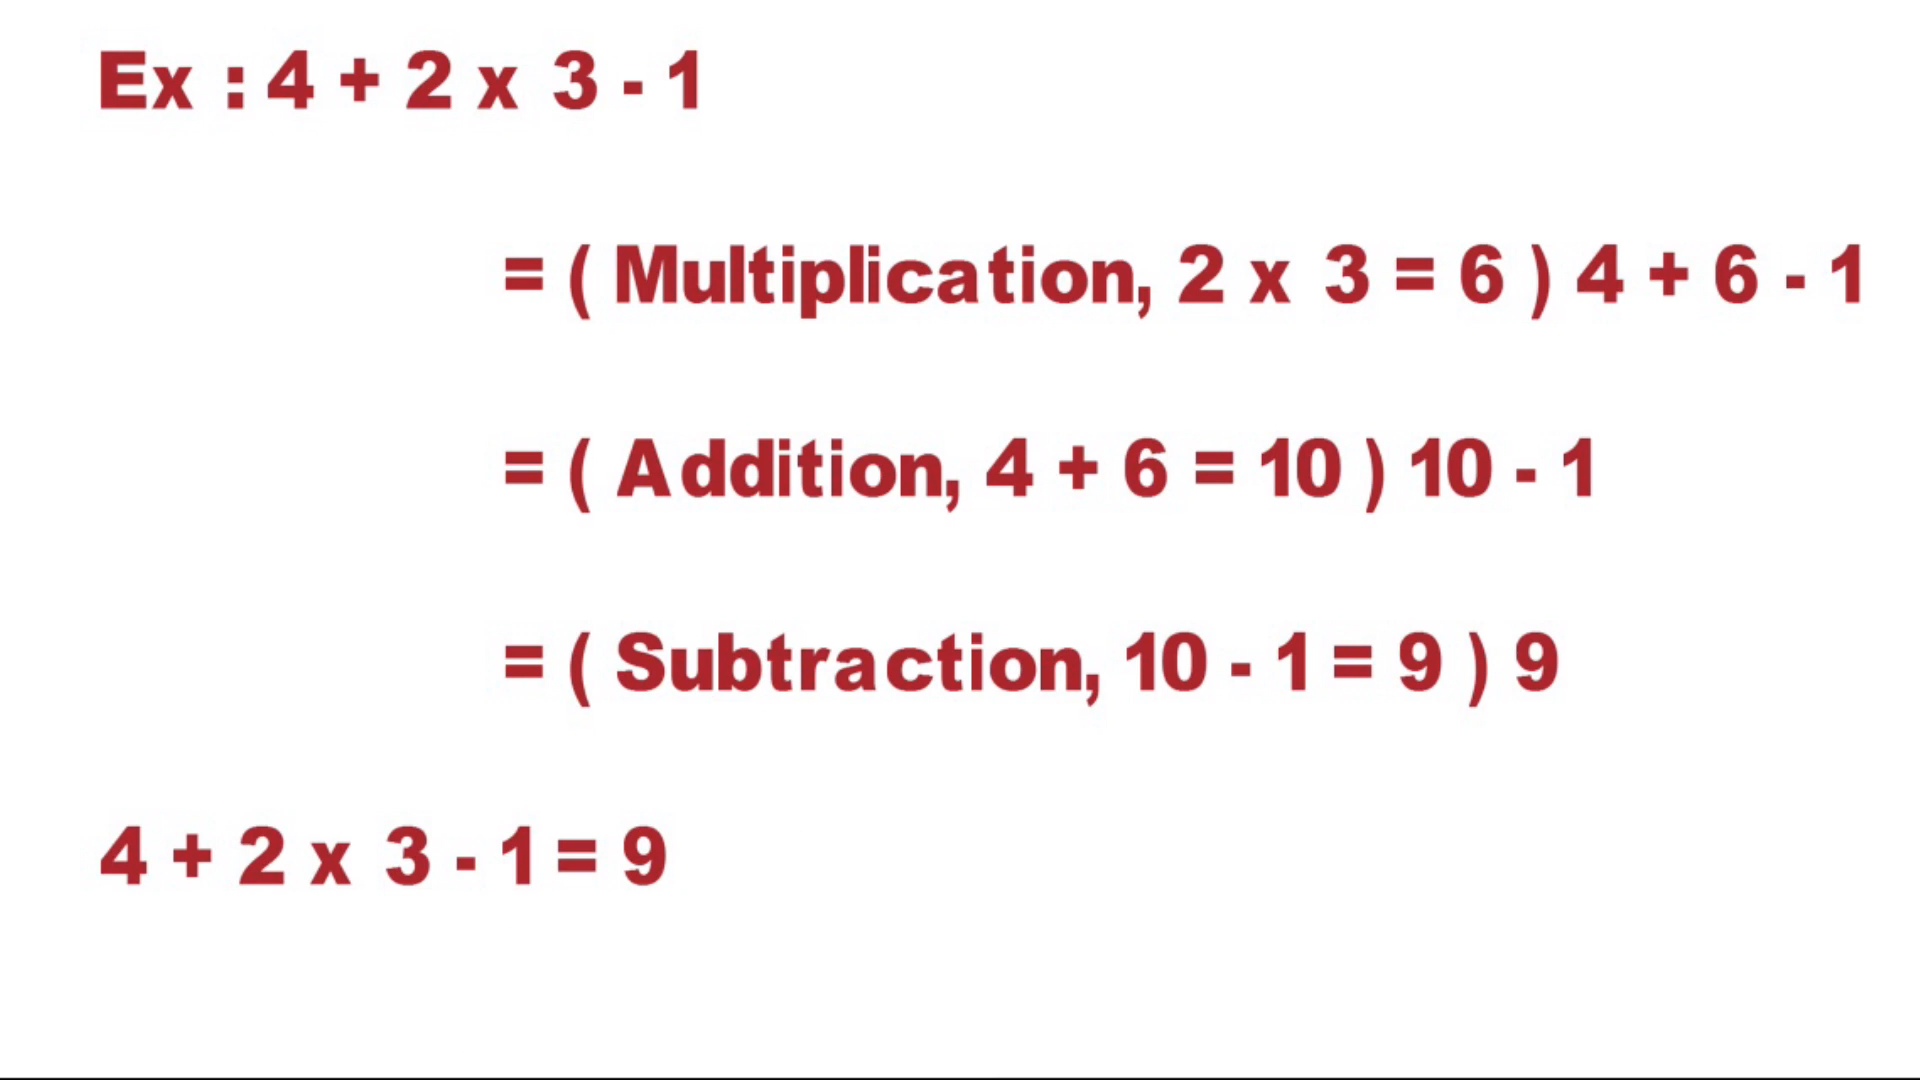 Ex : 4 + 2 x 3 - 1
= ( Multiplication, 2 x 3 = 6 ) 4 + 6 - 1
= ( Addition, 4 + 6 = 10 ) 10 - 1
= ( Subtraction, 10 - 1 = 9 ) 9
4 + 2 x 3 - 1 = 9